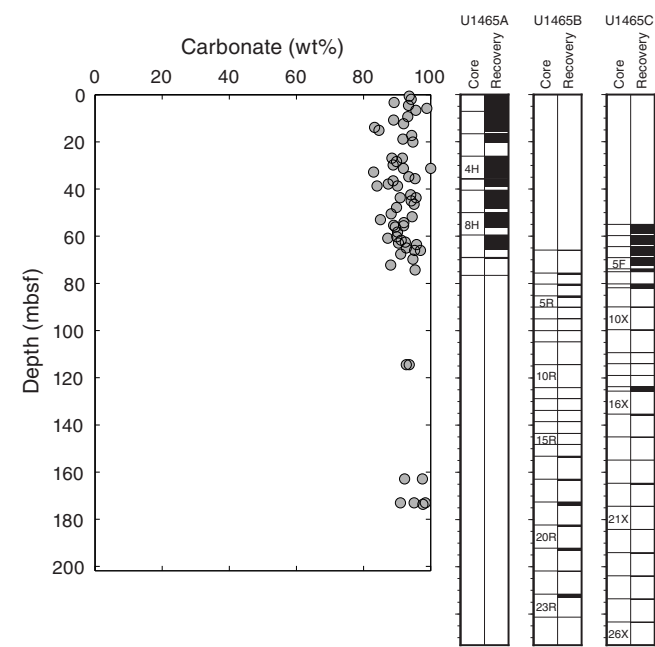 U1465A U1465B U1465C
Carbonate (wt%)
Core Recovery Core Recovery Core Recovery
0 20 40 60 80 100
0
20
4H
40
8H
60
5F
80
5R
10X
100
120
10R
16X
140
15R
160
180
21X
20R
200
23R
26X
Depth (mbsf)